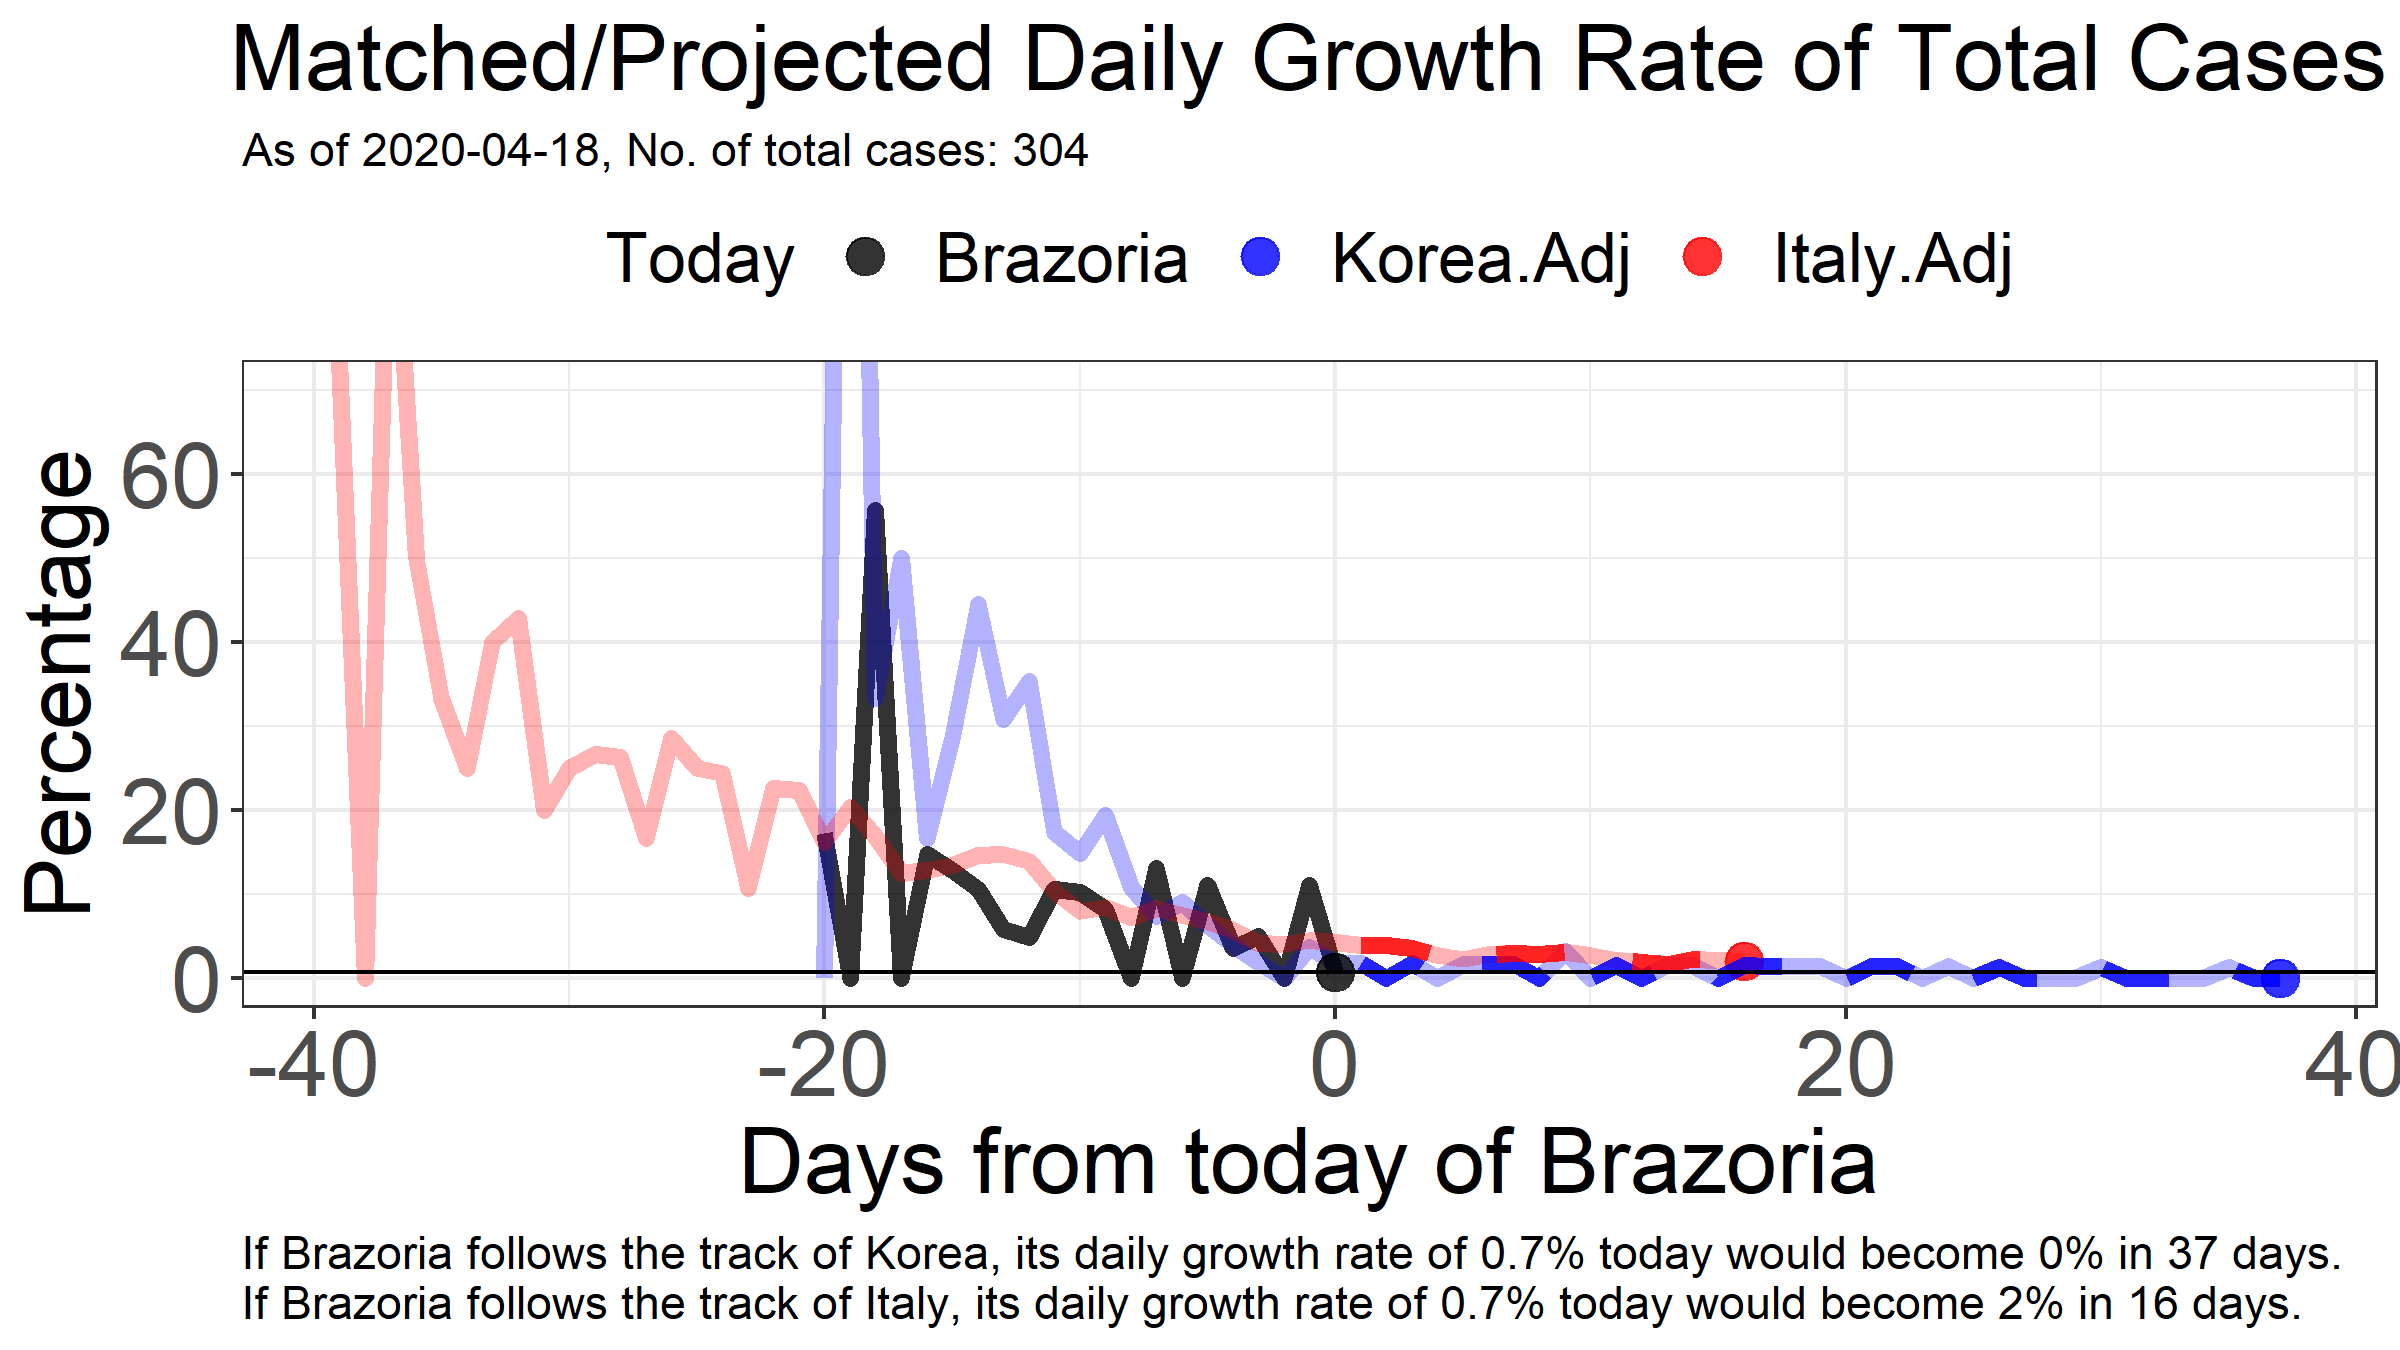 Matched/Projected Daily Growth Rate of Total Cases
As of 2020-04-18, No. of total cases: 304
Today Brazoria Korea.Adj Italy.Adj
Percentage
60
40
20
0
-40 -20 0 20 40
Days from today of Brazoria
If Brazoria follows the track of Korea, its daily growth rate of 0.7% today would become 0% in 37 days.
If Brazoria follows the track of Italy, its daily growth rate of 0.7% today would become 2% in 16 days.